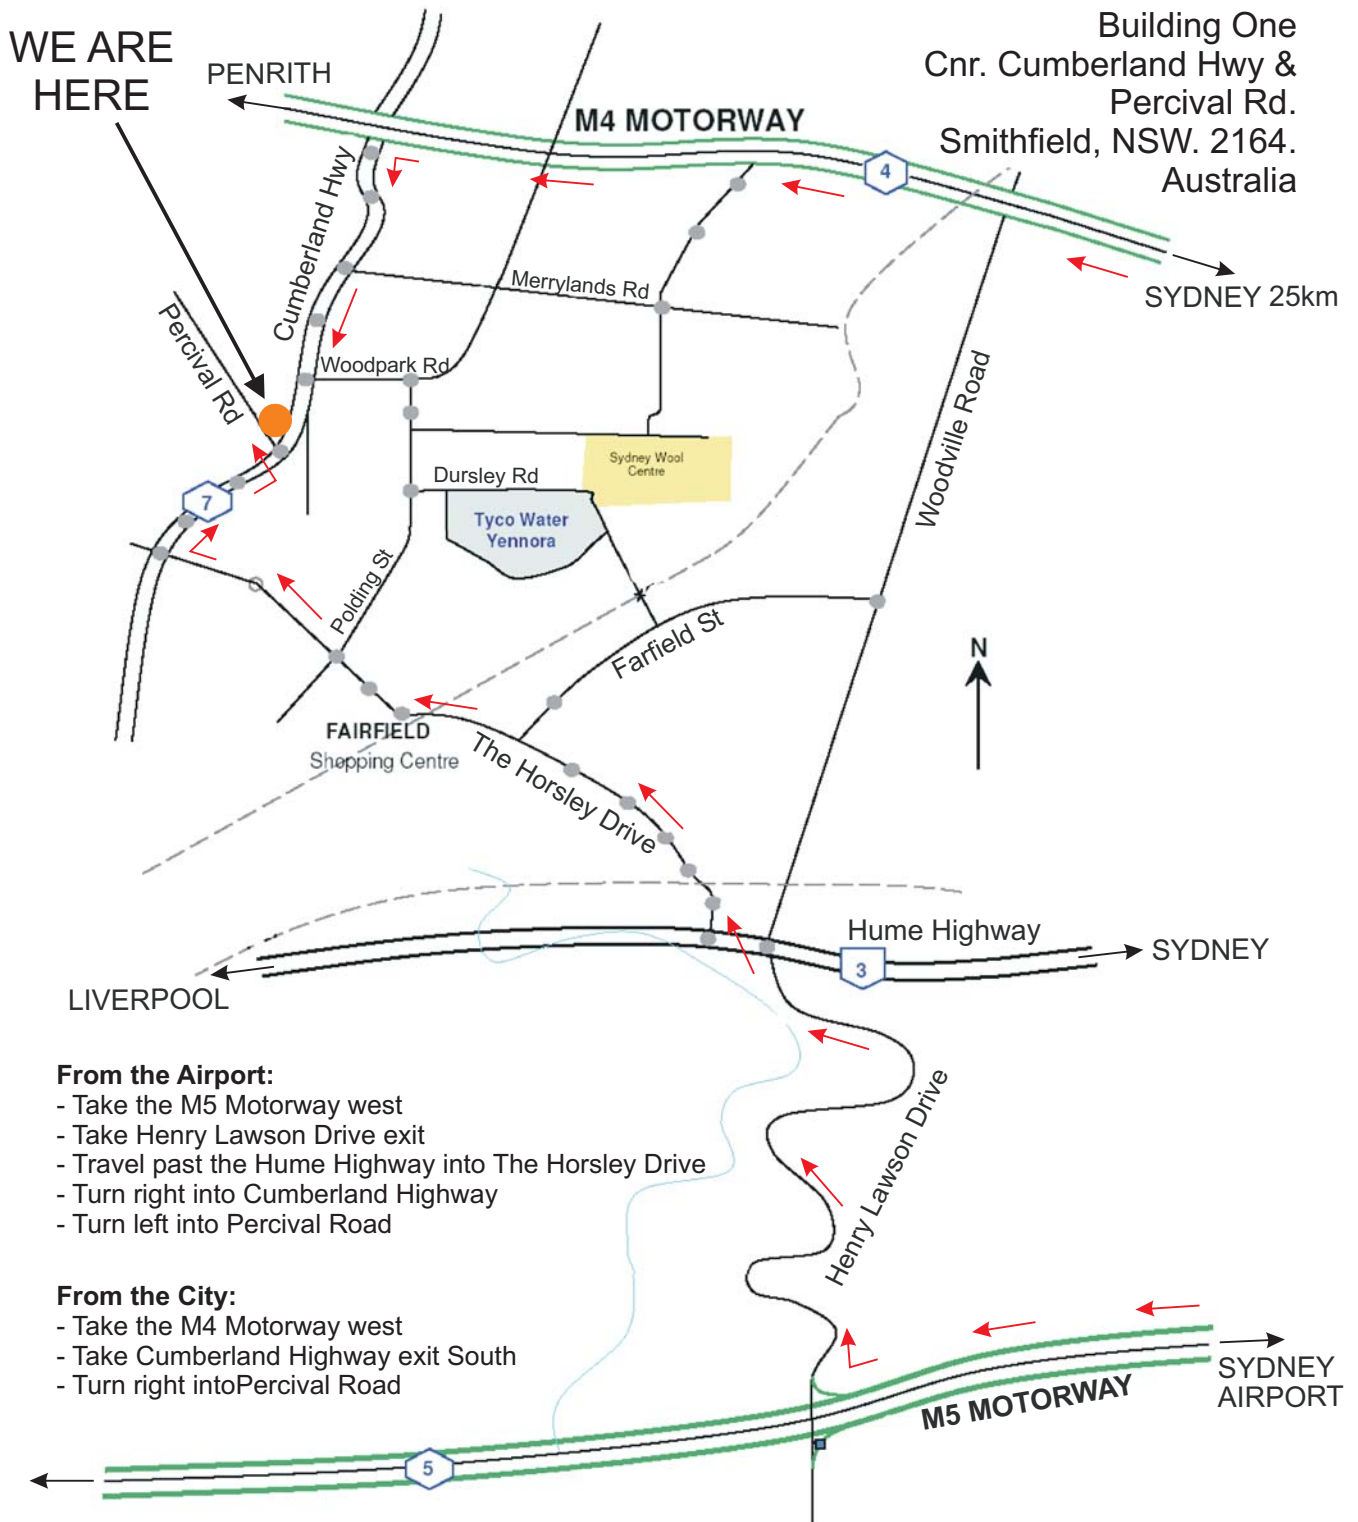 WE ARE
HERE
Building One
Cnr. Cumberland Hwy &
Percival Rd.
Smithfield, NSW. 2164.
Australia
PENRITH
M4 MOTORWAY
4
SYDNEY 25km
Cumberland Hwy
Merrylands Rd
Percival Rd
Woodpark Rd
Woodville Road
Sydney Wool
Centre
Dursley Rd
7
Tyco Water
Yennora
Polding St
Farfield St
N
FAIRFIELD
Shopping Centre
The Horsley Drive
Hume Highway
SYDNEY
3
LIVERPOOL
From the Airport:
- Take the M5 Motorway west
- Take Henry Lawson Drive exit
- Travel past the Hume Highway into The Horsley Drive
- Turn right into Cumberland Highway
- Turn left into Percival Road
Henry Lawson Drive
From the City:
- Take the M4 Motorway west
- Take Cumberland Highway exit South
- Turn right intoPercival Road
SYDNEY
AIRPORT
M5 MOTORWAY
5